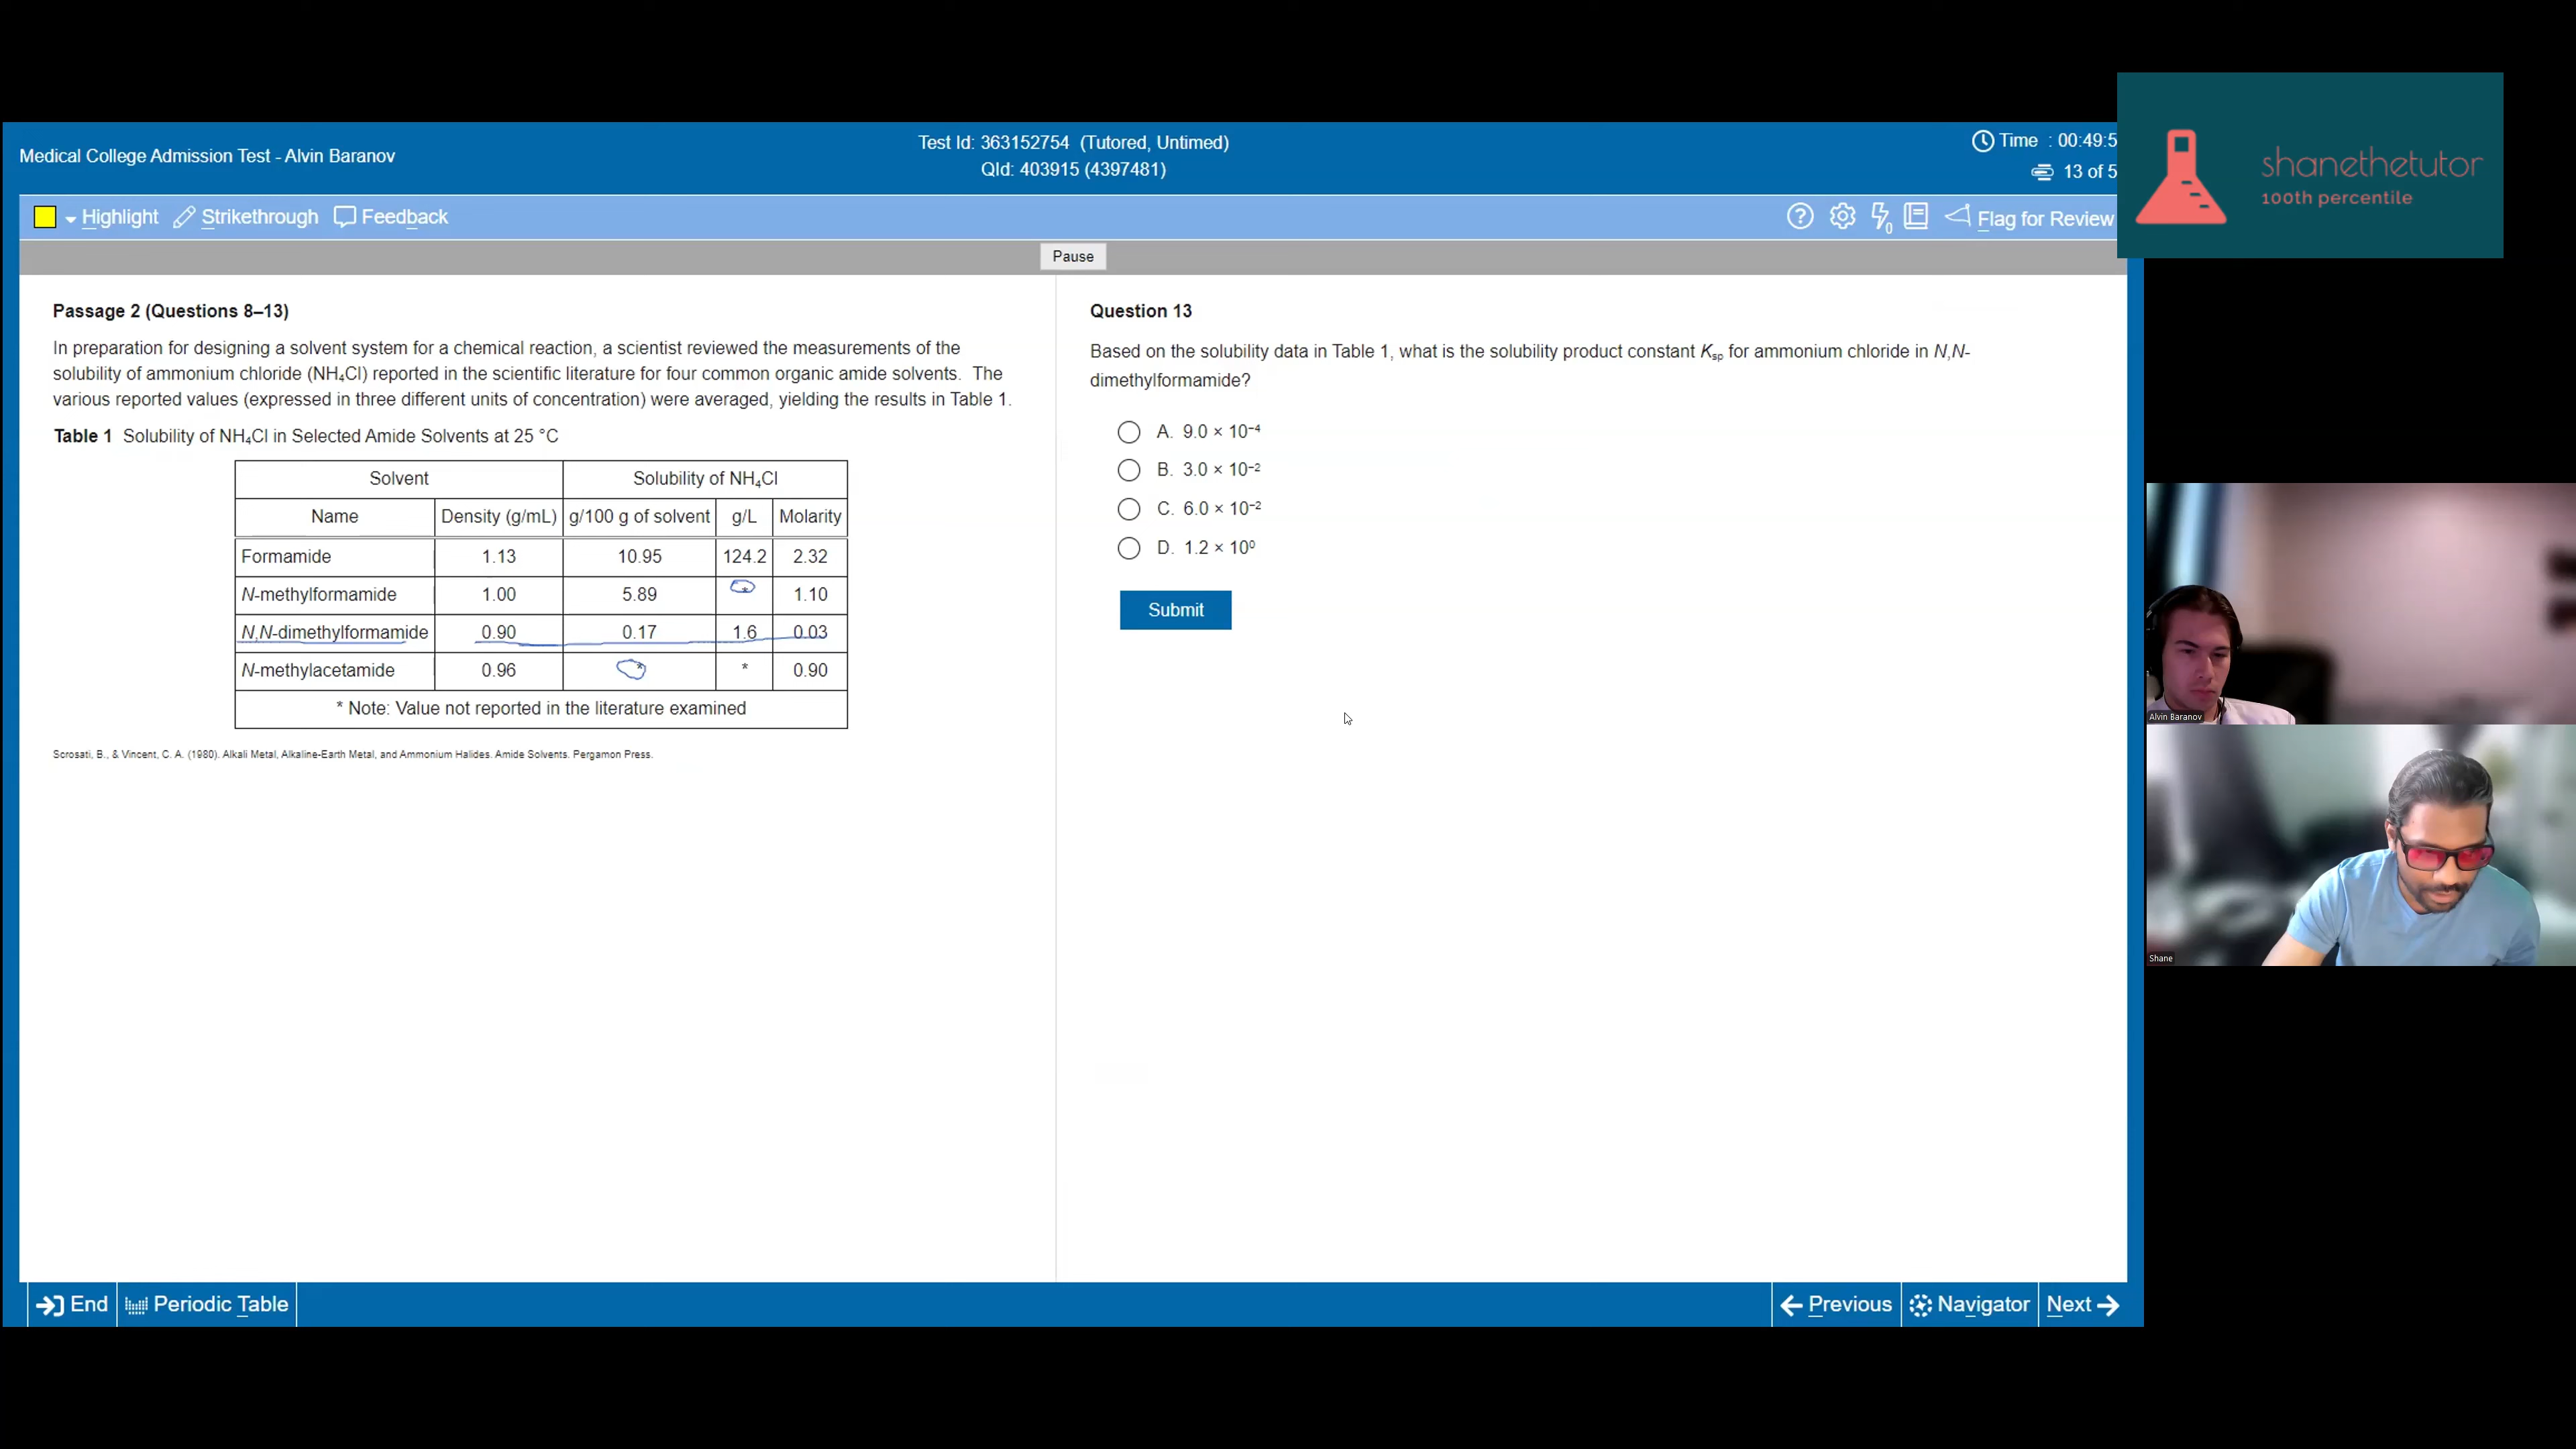 Medical College Admission Test - Alvin Baranov
Test Id: 363152754 (Tutored, Untimed)
QId: 403915 (4397481)
Time : 00:49:5
13 of 5
shanethetutor
100th percentile
Highlight Strikethrough Feedback
0 Flag for Review
Pause
Passage 2 (Questions 8–13)
In preparation for designing a solvent system for a chemical reaction, a scientist reviewed the measurements of the
solubility of ammonium chloride (NH₄Cl) reported in the scientific literature for four common organic amide solvents. The
various reported values (expressed in three different units of concentration) were averaged, yielding the results in Table 1.
Table 1 Solubility of NH₄Cl in Selected Amide Solvents at 25 °C
Solvent Solubility of NH₄Cl
Name Density (g/mL) g/100 g of solvent g/L Molarity
Formamide 1.13 10.95 124.2 2.32
N-methylformamide 1.00 5.89 * 1.10
N,N-dimethylformamide 0.90 0.17 1.6 0.03
N-methylacetamide 0.96 * * 0.90
* Note: Value not reported in the literature examined
Scrosati, B., & Vincent, C. A. (1980). Alkali Metal, Alkaline-Earth Metal, and Ammonium Halides. Amide Solvents. Pergamon Press.
Question 13
Based on the solubility data in Table 1, what is the solubility product constant Ksp for ammonium chloride in N,N-
dimethylformamide?
A. 9.0 × 10⁻⁴
B. 3.0 × 10⁻²
C. 6.0 × 10⁻²
D. 1.2 × 10⁰
Submit
Alvin Baranov
Shane
End Periodic Table
Previous Navigator Next